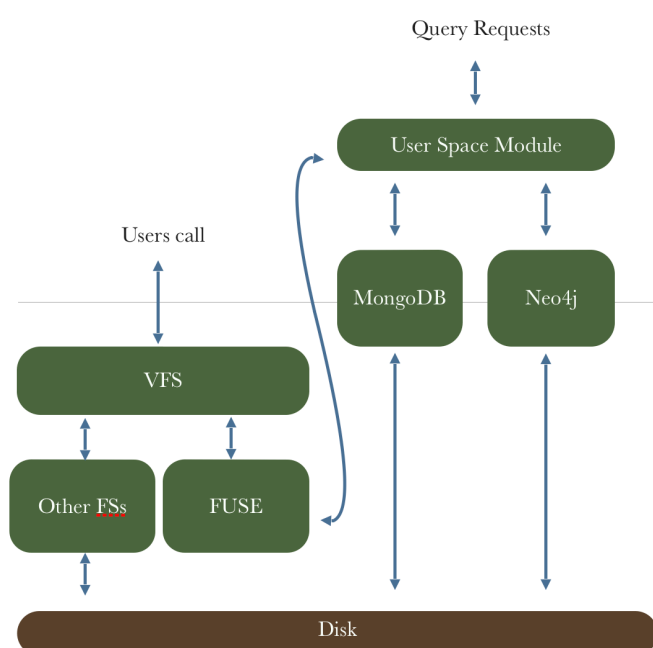 Query Requests
User Space Module
Users call
MongoDB
Neo4j
VFS
Other FSs
FUSE
Disk